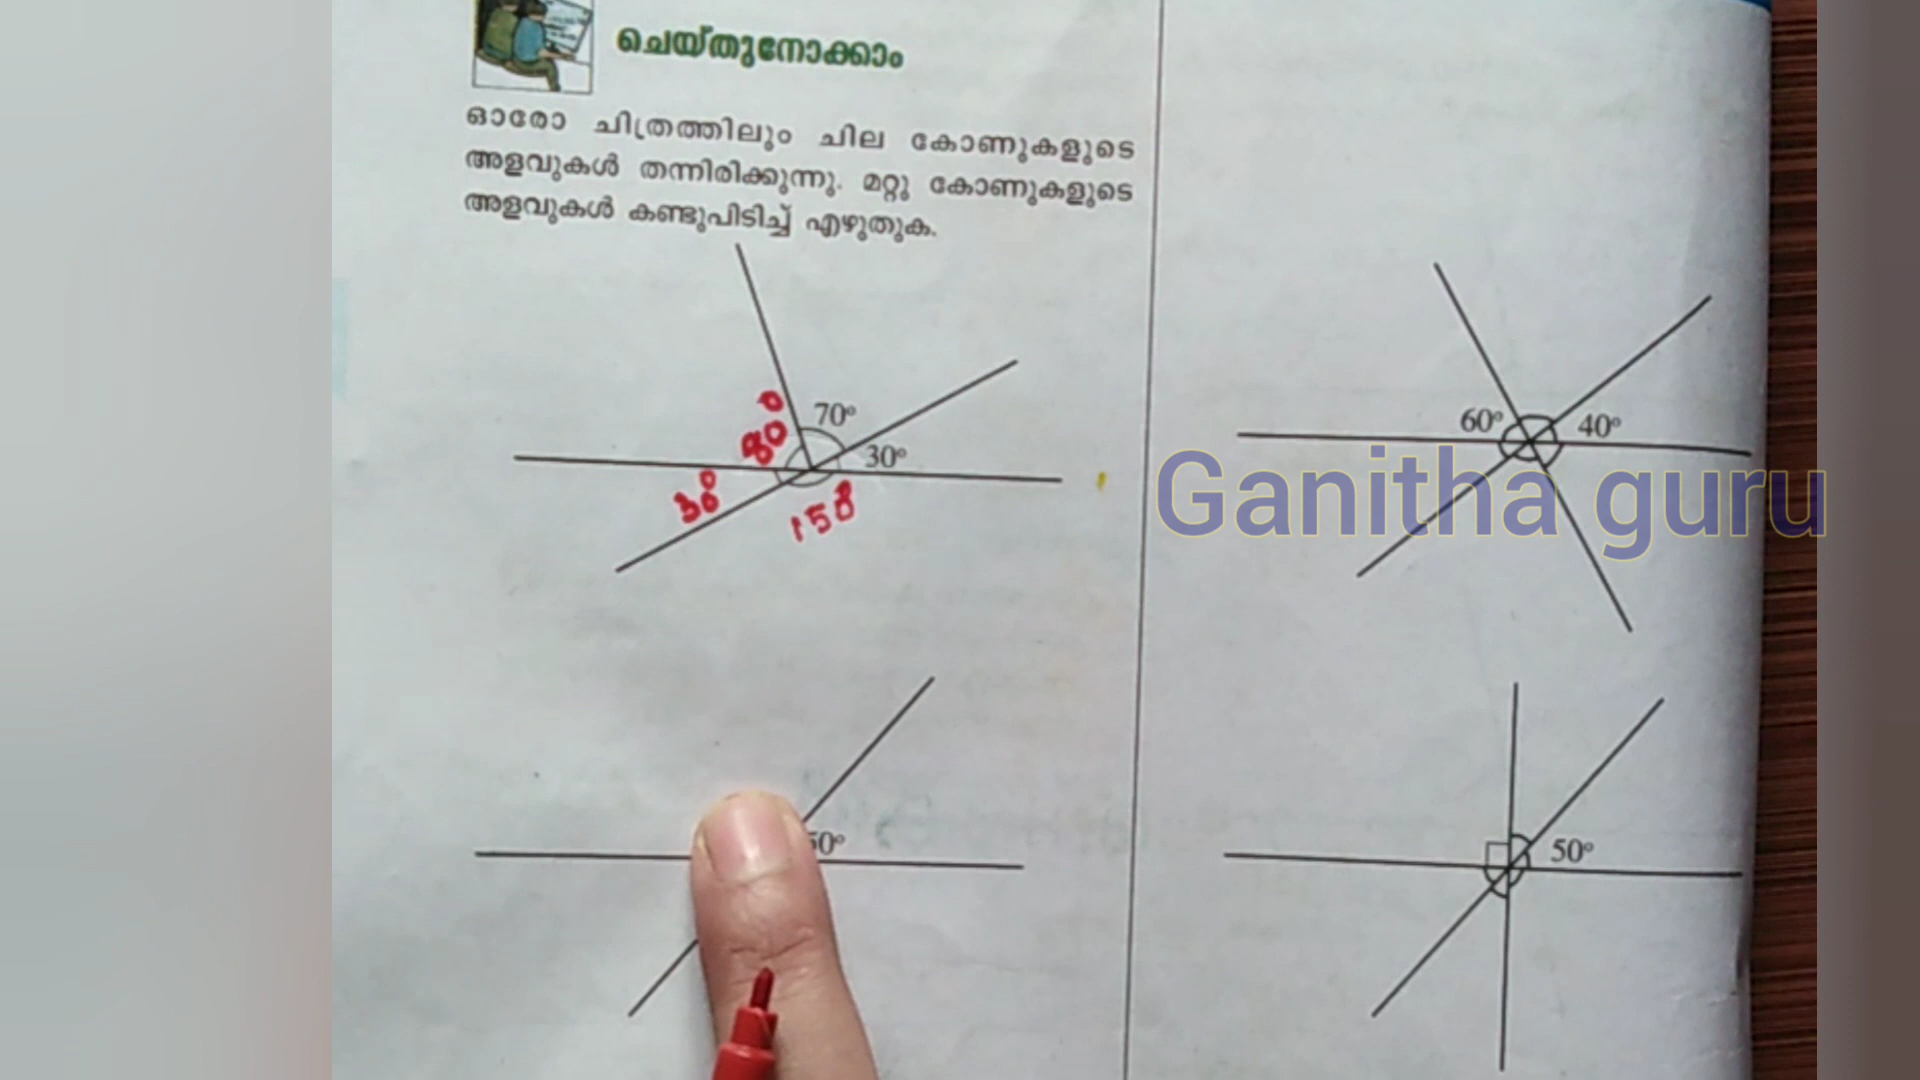 ചെയ്തുനോക്കാം
ഓരോ ചിത്രത്തിലും ചില കോണുകളുടെ
അളവുകൾ തന്നിരിക്കുന്നു. മറ്റു കോണുകളുടെ
അളവുകൾ കണ്ടുപിടിച്ച് എഴുതുക.
70°
30°
80°
30°
150°
60°
40°
Ganitha guru
50°